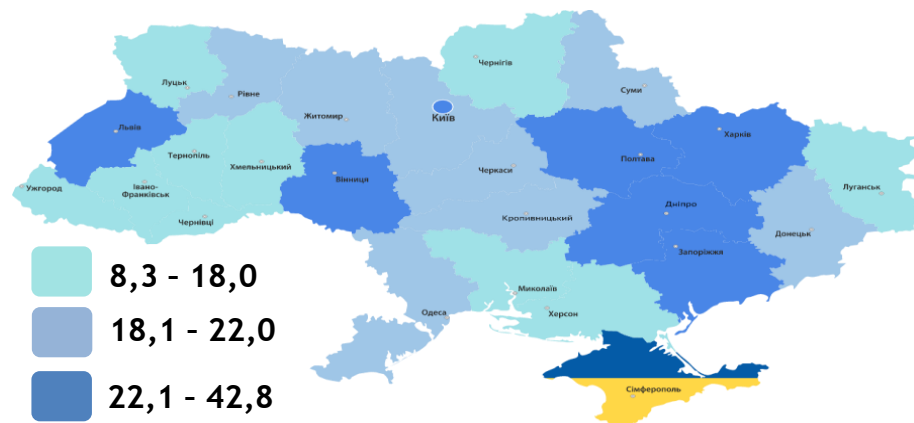 Чернігів
Луцьк
Рівне
Суми
Київ
Житомир
Львів
Харків
Тернопіль
Полтава
Хмельницький
Черкаси
Вінниця
Ужгород
Івано-
Франківськ
Луганськ
Чернівці
Дніпро
Кропивницький
Донецьк
Запоріжжя
Миколаїв
Одеса
Херсон
Сімферополь
8,3 – 18,0
18,1 – 22,0
22,1 – 42,8